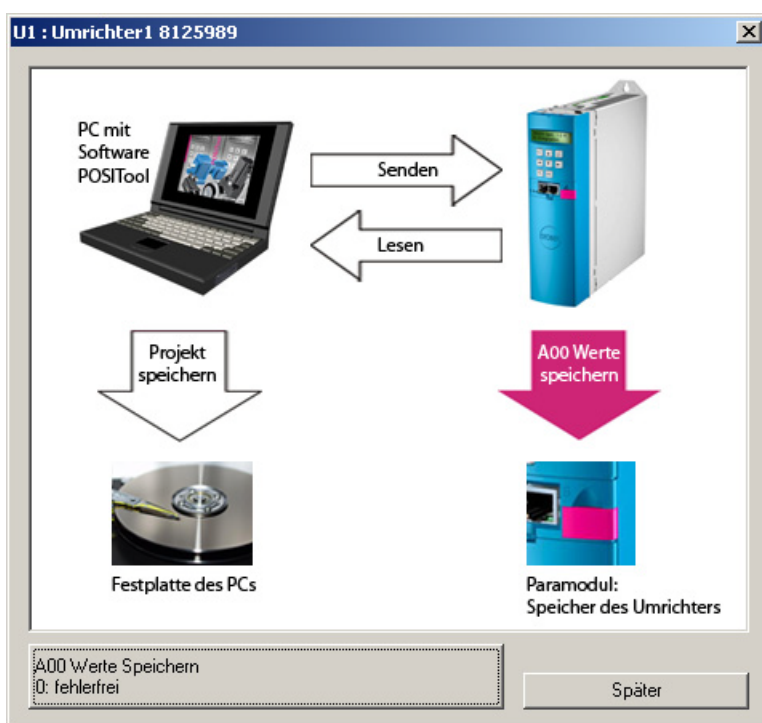 U1 : Umrichter1 8125989
PC mit
Software
POSITool
Senden
Lesen
Projekt
speichern
A00 Werte
speichern
Festplatte des PCs
Paramodul:
Speicher des Umrichters
A00 Werte Speichern
0: fehlerfrei
Später